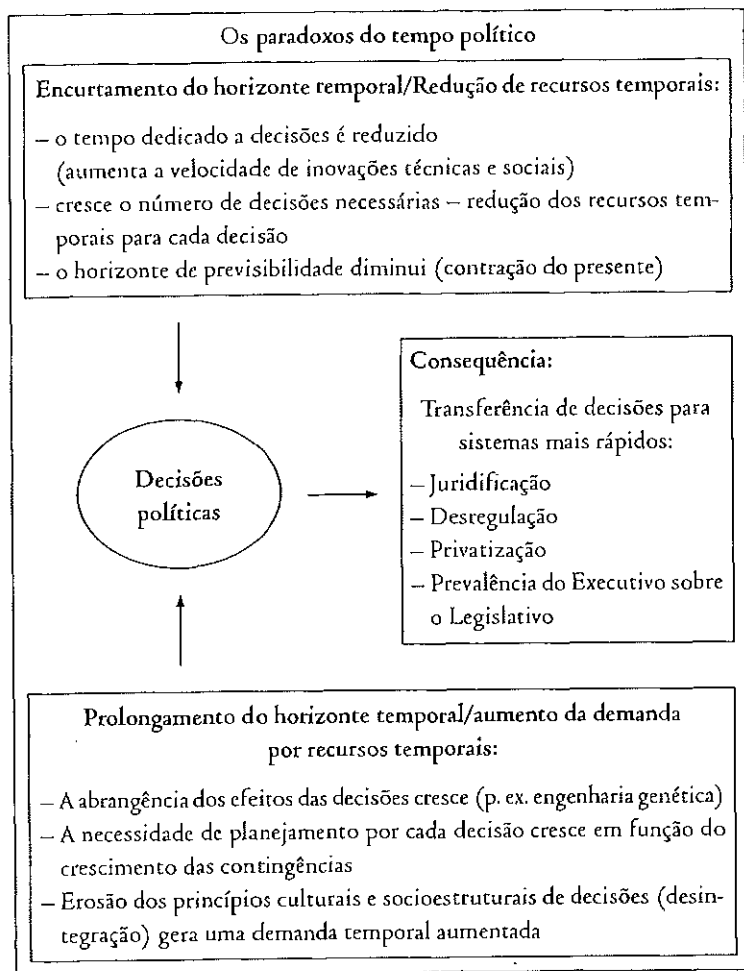 Os paradoxos do tempo político
Encurtamento do horizonte temporal/Redução de recursos temporais:
– o tempo dedicado a decisões é reduzido
(aumenta a velocidade de inovações técnicas e sociais)
– cresce o número de decisões necessárias – redução dos recursos tem-
porais para cada decisão
– o horizonte de previsibilidade diminui (contração do presente)
Decisões
políticas
Consequência:
Transferência de decisões para
sistemas mais rápidos:
– Juridificação
– Desregulação
– Privatização
– Prevalência do Executivo sobre
o Legislativo
Prolongamento do horizonte temporal/aumento da demanda
por recursos temporais:
– A abrangência dos efeitos das decisões cresce (p. ex. engenharia genética)
– A necessidade de planejamento por cada decisão cresce em função do
crescimento das contingências
– Erosão dos princípios culturais e socioestruturais de decisões (desin-
tegração) gera uma demanda temporal aumentada